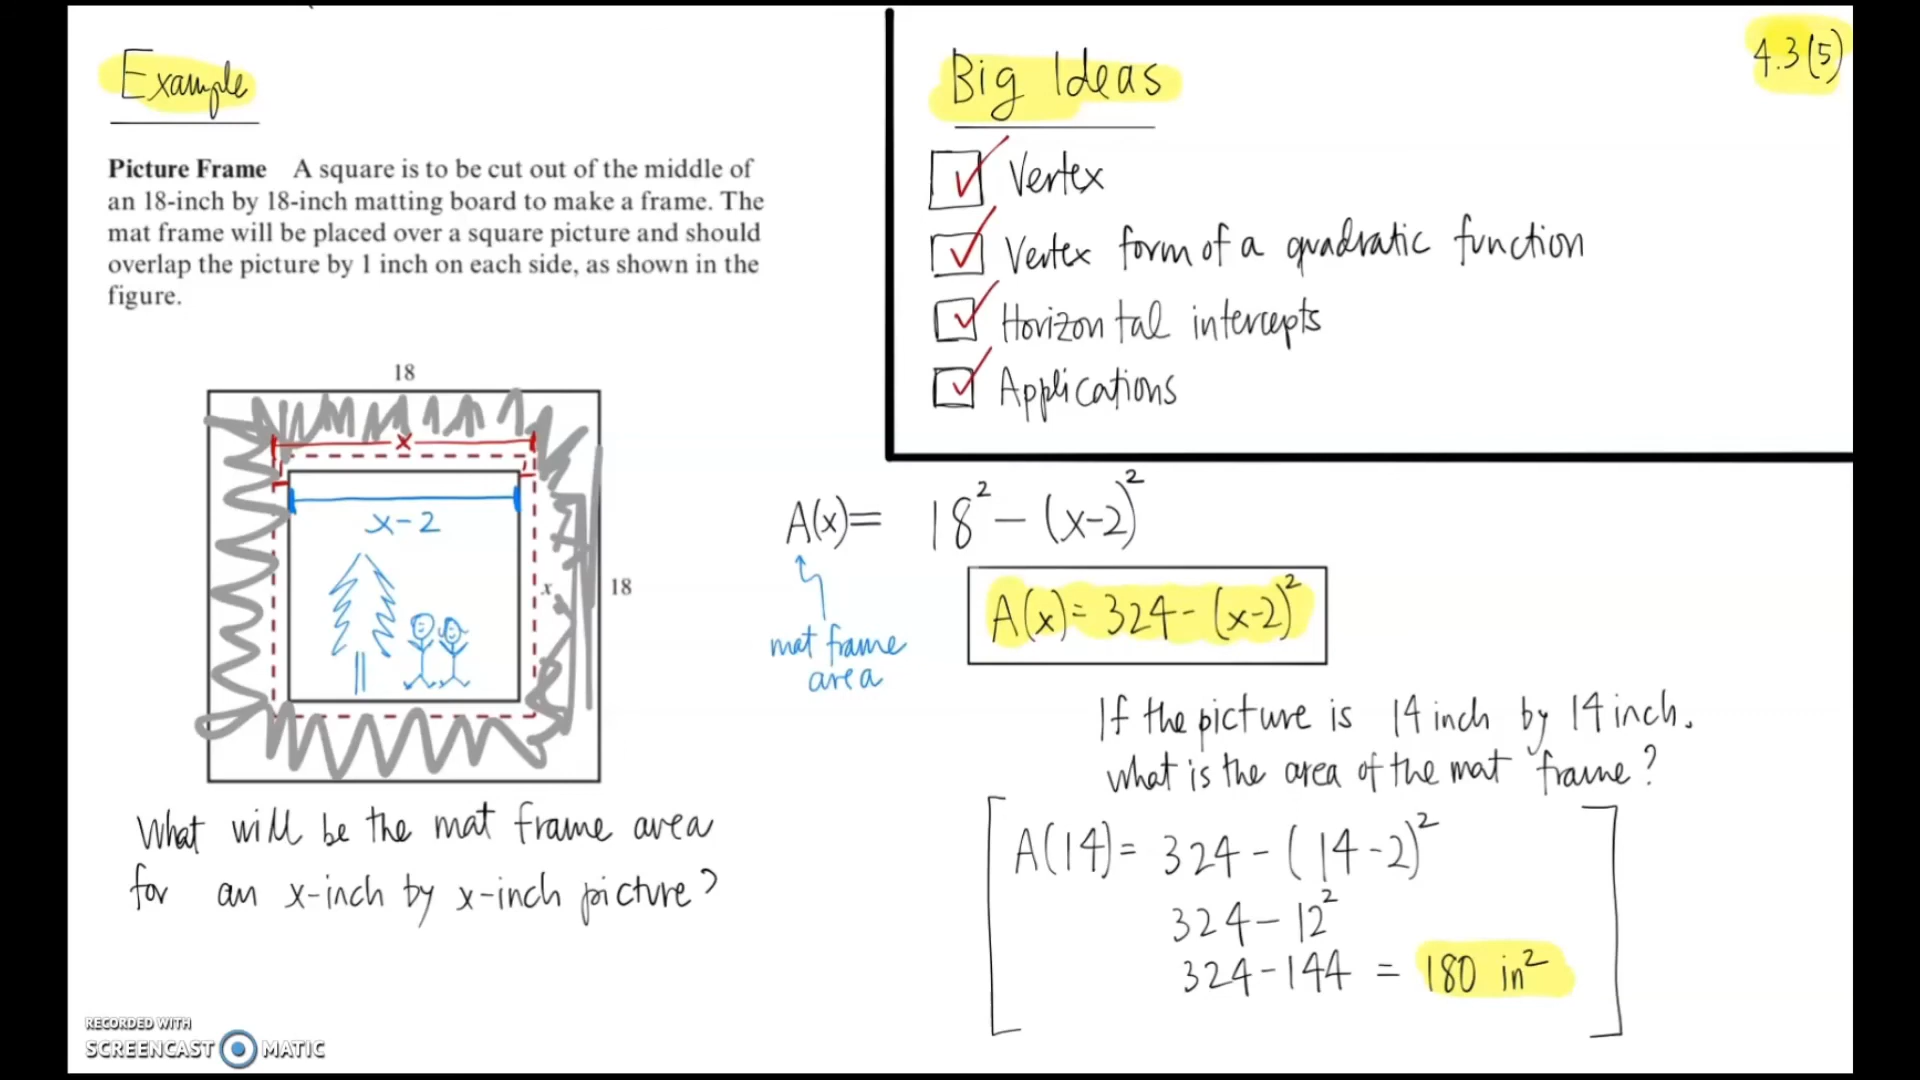 Example
Picture Frame A square is to be cut out of the middle of
an 18-inch by 18-inch matting board to make a frame. The
mat frame will be placed over a square picture and should
overlap the picture by 1 inch on each side, as shown in the
figure.
18
x
x-2
x
18
What will be the mat frame area
for an x-inch by x-inch picture?
Big Ideas
4.3(5)
Vertex
Vertex form of a quadratic function
Horizontal intercepts
Applications
A(x)= 18² - (x-2)²
mat frame
area
A(x)= 324 - (x-2)²
If the picture is 14 inch by 14 inch.
what is the area of the mat frame?
A(14)= 324 - (14-2)²
324 - 12²
324-144 = 180 in²
RECORDED WITH
SCREENCAST MATIC